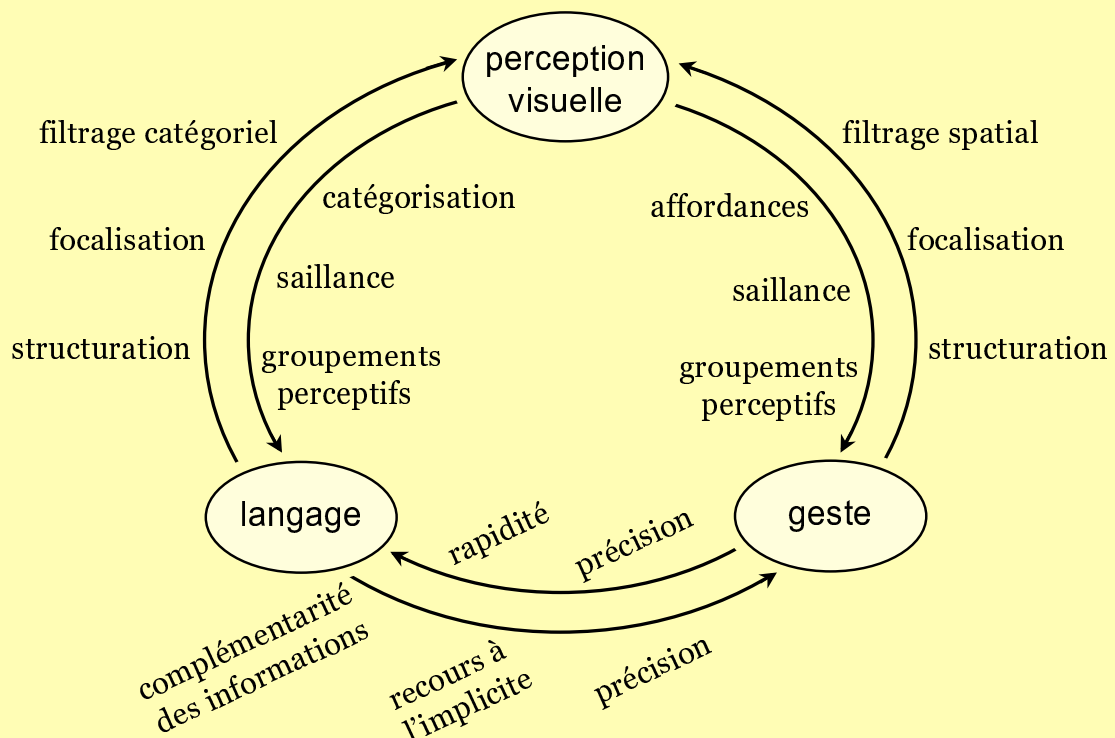 perception
visuelle
filtrage catégoriel
filtrage spatial
catégorisation
affordances
focalisation
focalisation
saillance
saillance
structuration
structuration
groupements
perceptifs
groupements
perceptifs
langage
geste
rapidité
précision
complémentarité
des informations
recours à
l’implicite
précision